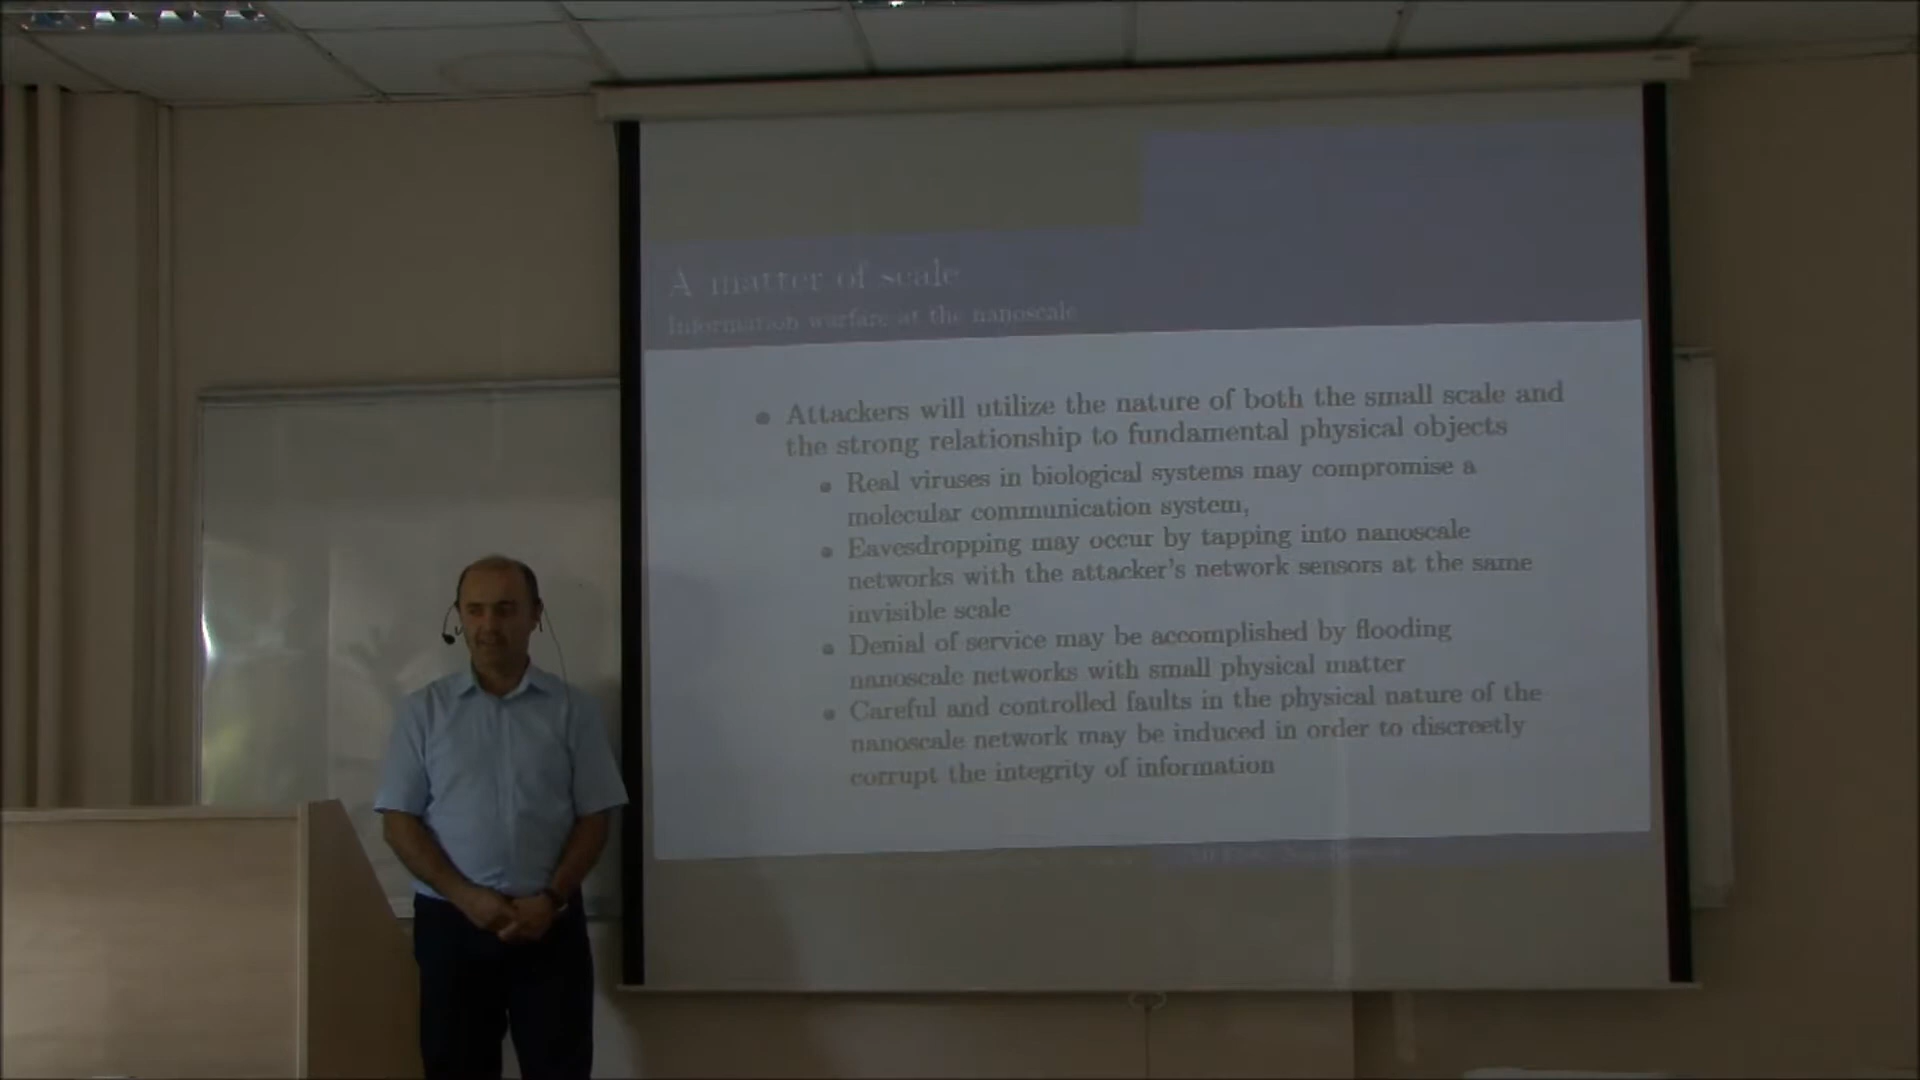 A matter of scale
Information warfare at the nanoscale
Attackers will utilize the nature of both the small scale and
the strong relationship to fundamental physical objects
Real viruses in biological systems may compromise a
molecular communication system,
Eavesdropping may occur by tapping into nanoscale
networks with the attacker's network sensors at the same
invisible scale
Denial of service may be accomplished by flooding
nanoscale networks with small physical matter
Careful and controlled faults in the physical nature of the
nanoscale network may be induced in order to discreetly
corrupt the integrity of information